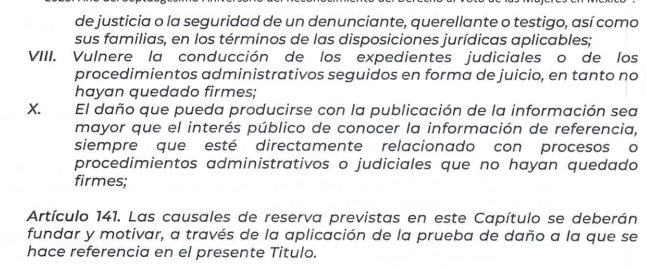 2023. Año del Septuagésimo Aniversario del Reconocimiento del Derecho al Voto de las Mujeres en México".
de justicia o la seguridad de un denunciante, querellante o testigo, así como
sus familias, en los términos de las disposiciones jurídicas aplicables;
VIII. Vulnere la conducción de los expedientes judiciales o de los
procedimientos administrativos seguidos en forma de juicio, en tanto no
hayan quedado firmes;
X. El daño que pueda producirse con la publicación de la información sea
mayor que el interés público de conocer la información de referencia,
siempre que esté directamente relacionado con procesos o
procedimientos administrativos o judiciales que no hayan quedado
firmes;
Artículo 141. Las causales de reserva previstas en este Capítulo se deberán
fundar y motivar, a través de la aplicación de la prueba de daño a la que se
hace referencia en el presente Titulo.